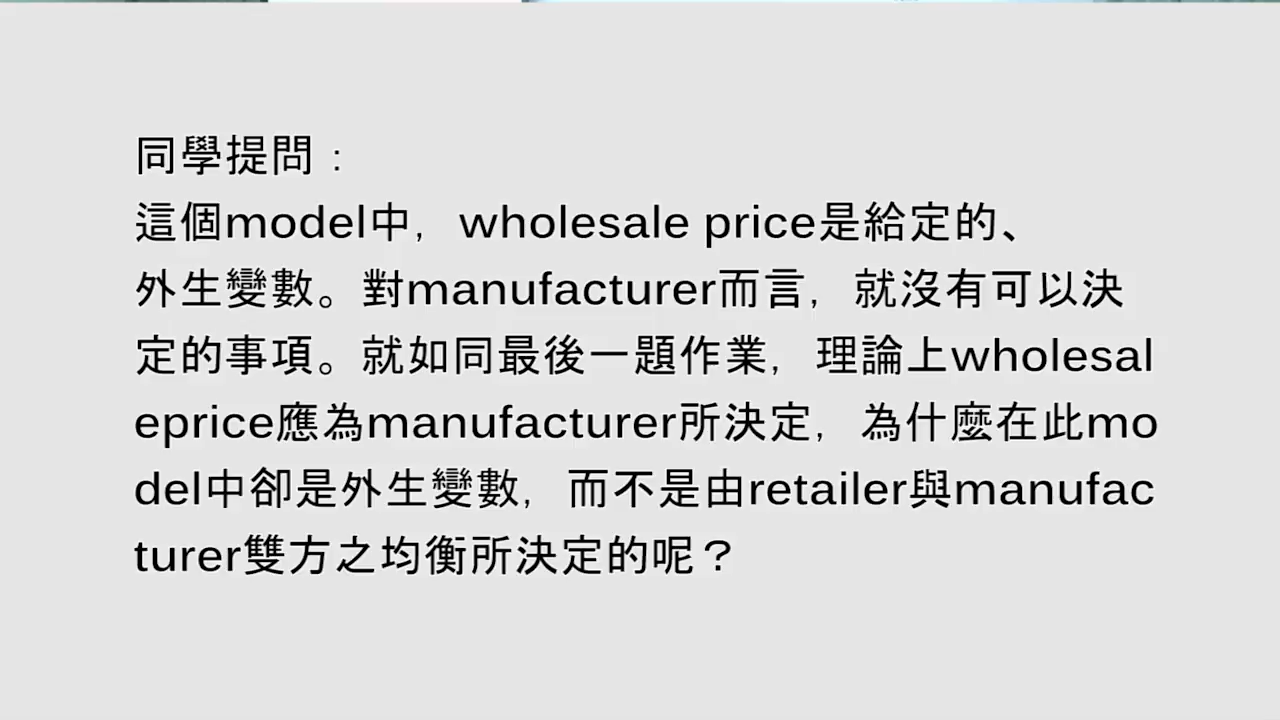 同學提問：
這個model中，wholesale price是給定的、
外生變數。對manufacturer而言，就沒有可以決
定的事項。就如同最後一題作業，理論上wholesal
eprice應為manufacturer所決定，為什麼在此mo
del中卻是外生變數，而不是由retailer與manufac
turer雙方之均衡所決定的呢？